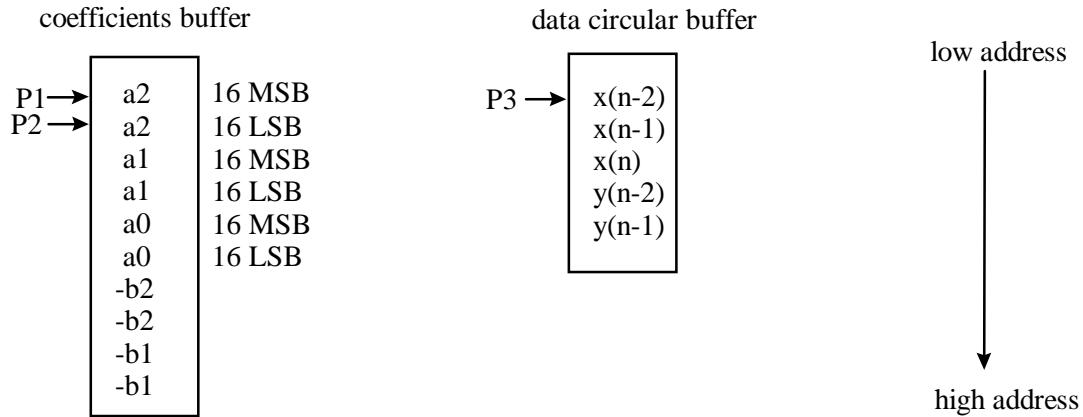 coefficients buffer
data circular buffer
low address
P1
a2 16 MSB
P3
x(n-2)
P2
a2 16 LSB
x(n-1)
a1 16 MSB
x(n)
a1 16 LSB
y(n-2)
a0 16 MSB
y(n-1)
a0 16 LSB
-b2
-b2
-b1
-b1
high address